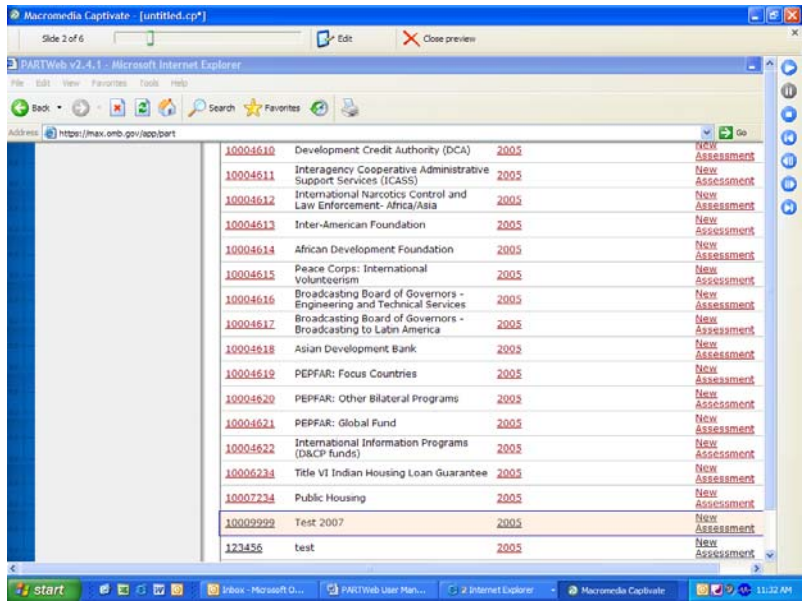 Macromedia Captivate - [untitled.cp*]
Slide 2 of 6 Edit Close preview
PARTWeb v2.4.1 - Microsoft Internet Explorer
File Edit View Favorites Tools Help
Back Search Favorites
Address https://max.omb.gov/app/part Go
10004610 Development Credit Authority (DCA) 2005 New
Assessment
10004611 Interagency Cooperative Administrative
Support Services (ICASS) 2005 New
Assessment
10004612 International Narcotics Control and
Law Enforcement- Africa/Asia 2005 New
Assessment
10004613 Inter-American Foundation 2005 New
Assessment
10004614 African Development Foundation 2005 New
Assessment
10004615 Peace Corps: International
Volunteerism 2005 New
Assessment
10004616 Broadcasting Board of Governors -
Engineering and Technical Services 2005 New
Assessment
10004617 Broadcasting Board of Governors -
Broadcasting to Latin America 2005 New
Assessment
10004618 Asian Development Bank 2005 New
Assessment
10004619 PEPFAR: Focus Countries 2005 New
Assessment
10004620 PEPFAR: Other Bilateral Programs 2005 New
Assessment
10004621 PEPFAR: Global Fund 2005 New
Assessment
10004622 International Information Programs
(D&CP funds) 2005 New
Assessment
10006234 Title VI Indian Housing Loan Guarantee 2005 New
Assessment
10007234 Public Housing 2005 New
Assessment
10009999 Test 2007 2005 New
Assessment
123456 test 2005 New
Assessment
start Inbox - Microsoft O... PARTWeb User Man... 2 Internet Explorer Macromedia Captivate 11:32 AM